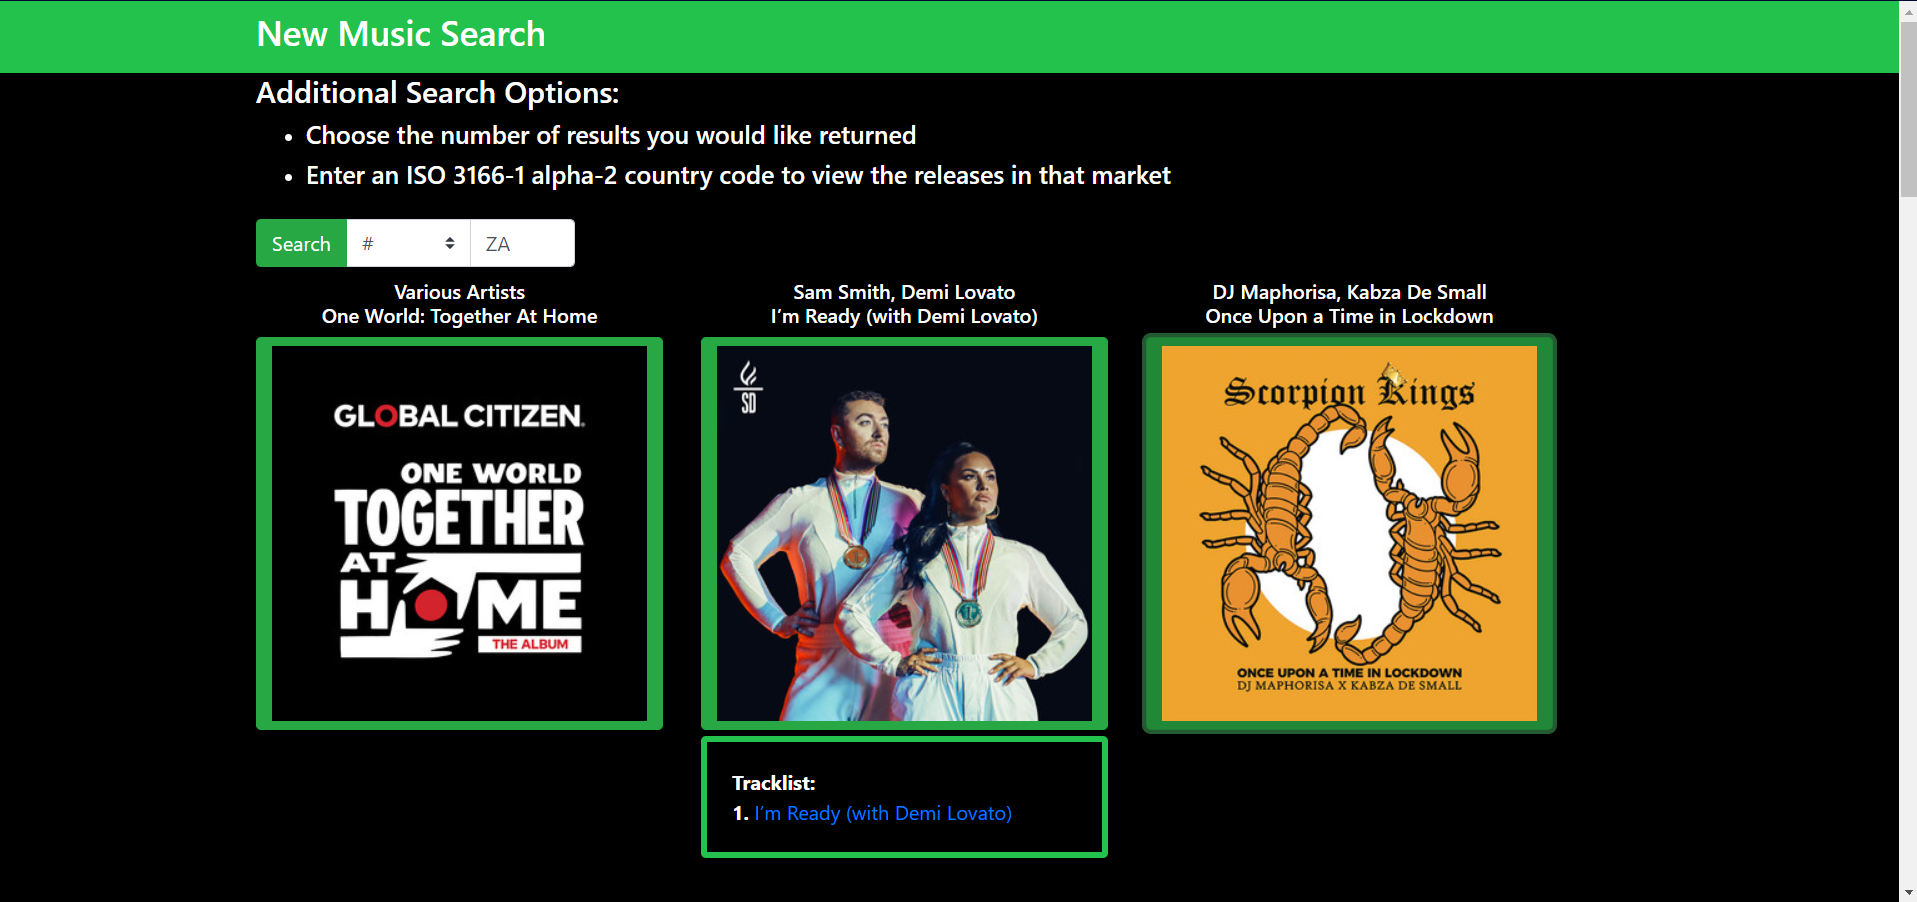 New Music Search
Additional Search Options:
• Choose the number of results you would like returned
• Enter an ISO 3166-1 alpha-2 country code to view the releases in that market
Search # ZA
Various Artists
One World: Together At Home
GLOBAL CITIZEN.
ONE WORLD
TOGETHER
AT
HOME
THE ALBUM
Sam Smith, Demi Lovato
I’m Ready (with Demi Lovato)
SD
Tracklist:
1. I’m Ready (with Demi Lovato)
DJ Maphorisa, Kabza De Small
Once Upon a Time in Lockdown
Scorpion Kings
ONCE UPON A TIME IN LOCKDOWN
DJ MAPHORISA X KABZA DE SMALL